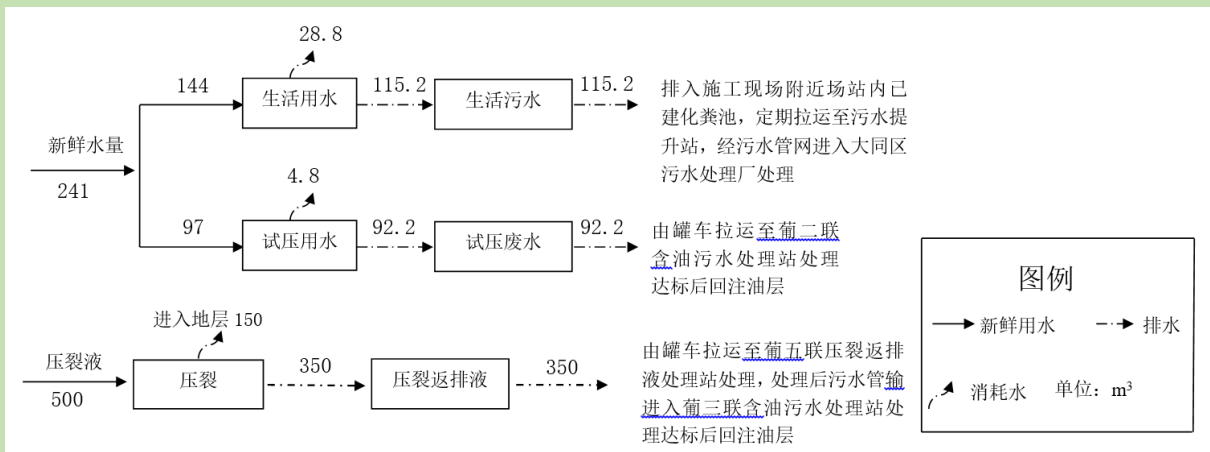 28.8
144
生活用水
115.2
生活污水
115.2
排入施工现场附近场站内已
建化粪池，定期拉运至污水提
升站，经污水管网进入大同区
污水处理厂处理
新鲜水量
241
4.8
97
试压用水
92.2
试压废水
92.2
由罐车拉运至葡二联
含油污水处理站处理
达标后回注油层
进入地层 150
压裂液
500
压裂
350
压裂返排液
350
由罐车拉运至葡五联压裂返排
液处理站处理，处理后污水管输
进入葡三联含油污水处理站处
理达标后回注油层
图例
新鲜用水
排水
消耗水
单位：m³